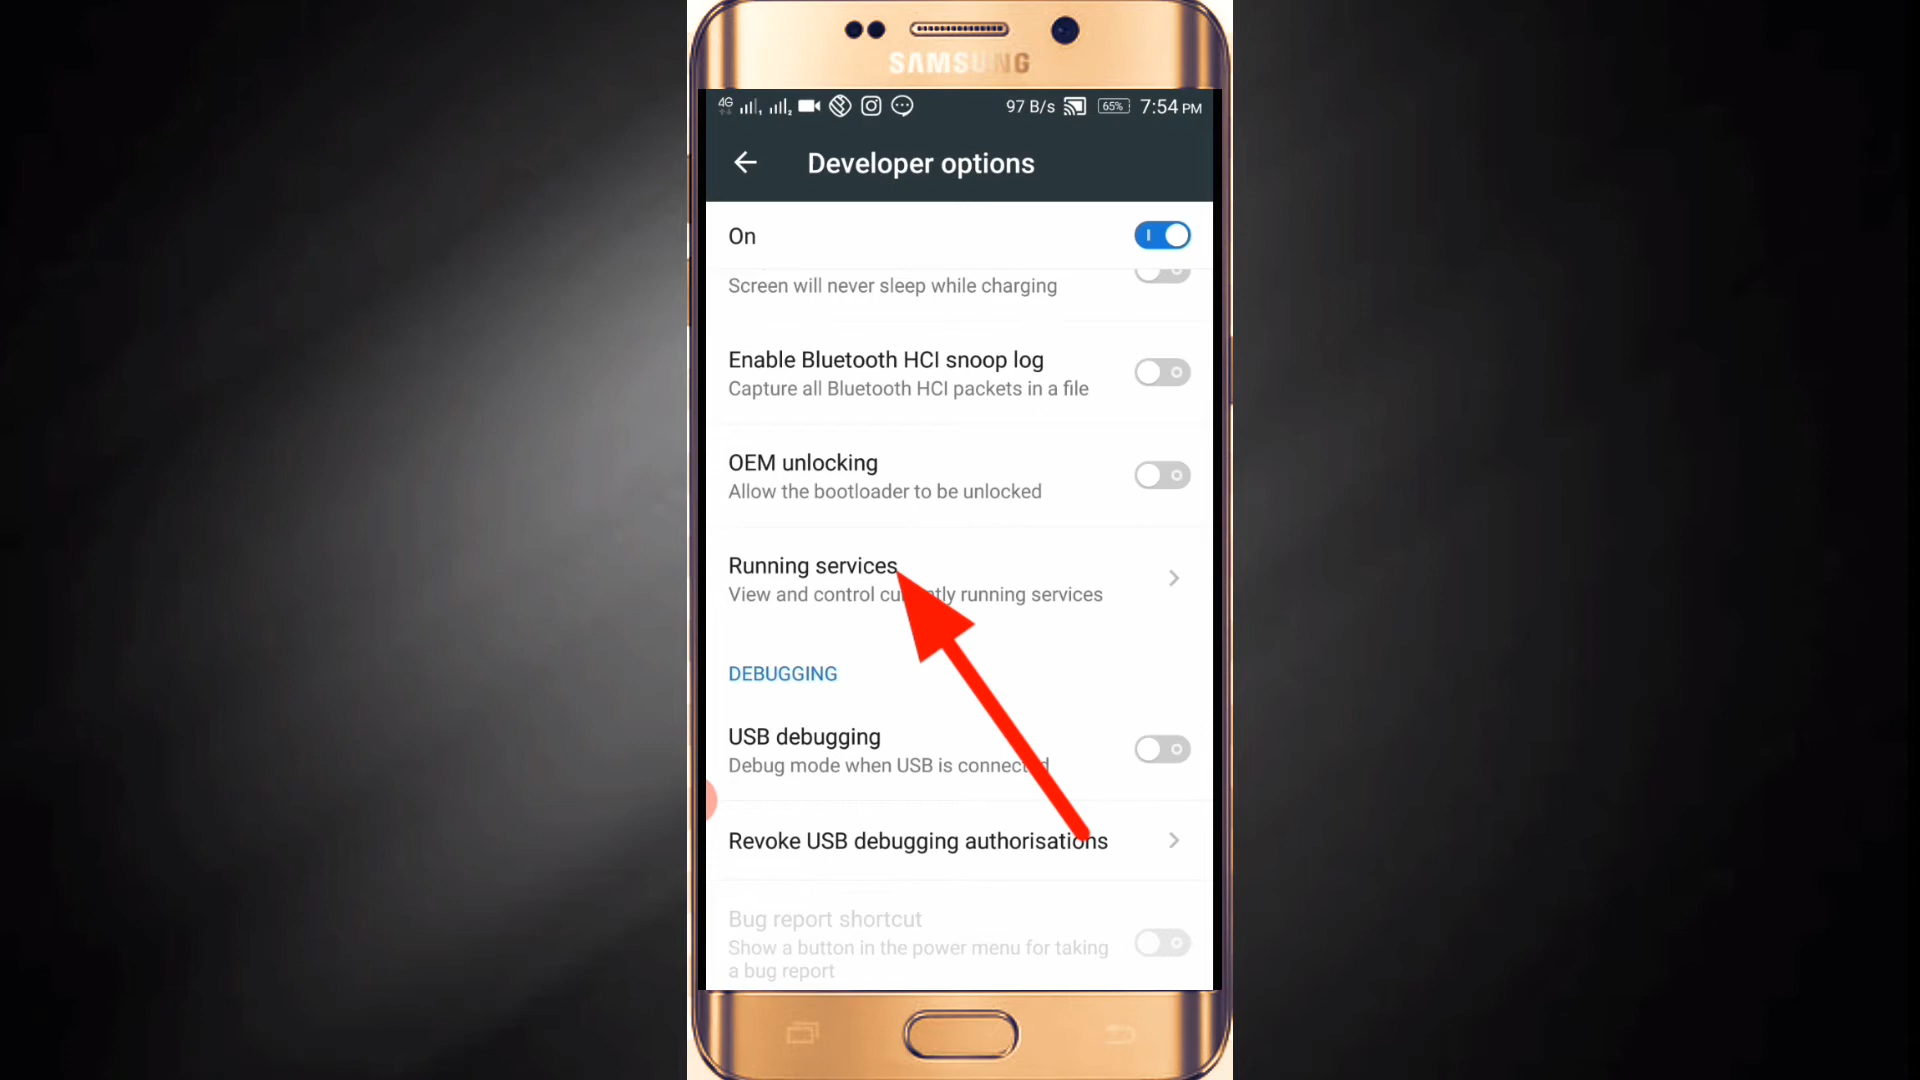 SAMSUNG
4G 97 B/s 65% 7:54 PM
Developer options
On
Screen will never sleep while charging
Enable Bluetooth HCI snoop log
Capture all Bluetooth HCI packets in a file
OEM unlocking
Allow the bootloader to be unlocked
Running services
View and control running services
DEBUGGING
USB debugging
Debug mode when USB is connected
Revoke USB debugging authorisations
Bug report shortcut
Show a button in the power menu for taking
a bug report